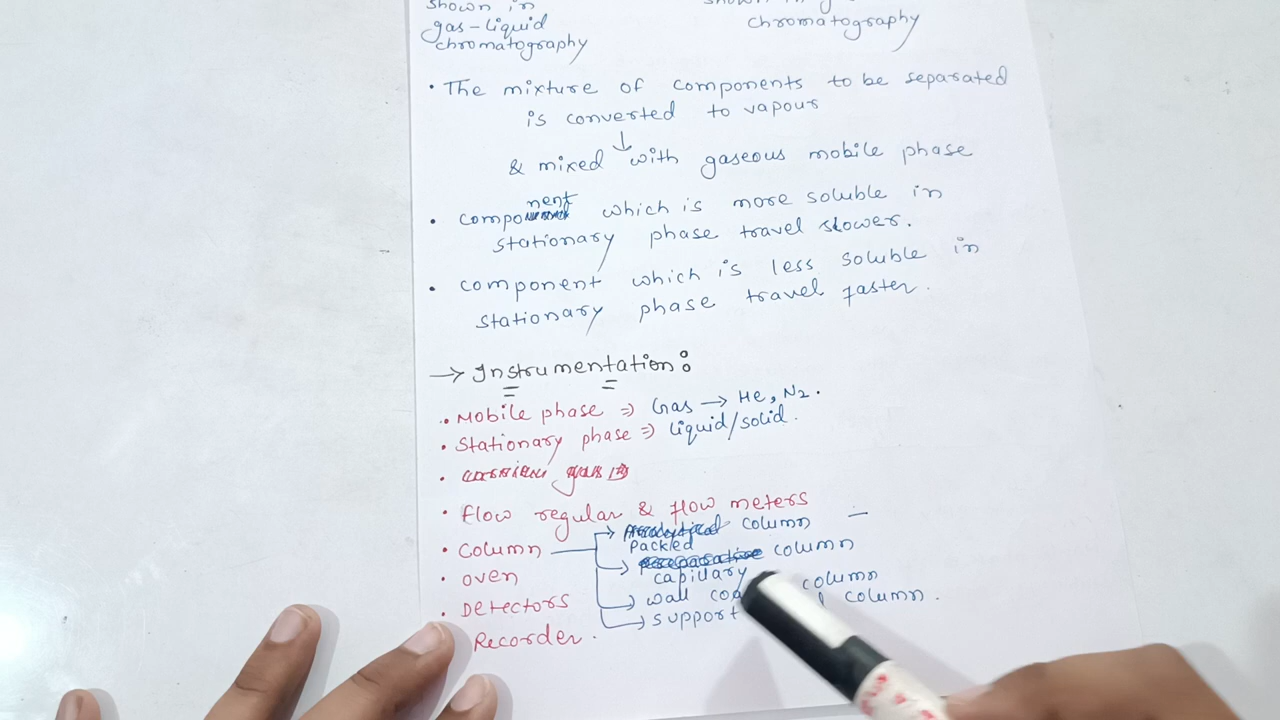 shown in
gas-liquid
chromatography
chromatography
• The mixture of components to be separated
is converted to vapour
↓
& mixed with gaseous mobile phase
• component which is more soluble in
stationary phase travel slower.
• component which is less soluble in
stationary phase travel faster.
→ Instrumentation:
• Mobile phase ⇒ Gas → He, N2.
• Stationary phase ⇒ liquid/solid.
• gas ⇒
• flow regular & flow meters
• column → Packed column –
→ capillary column
→ wall column
→ support column.
• oven
• Detectors
Recorder.